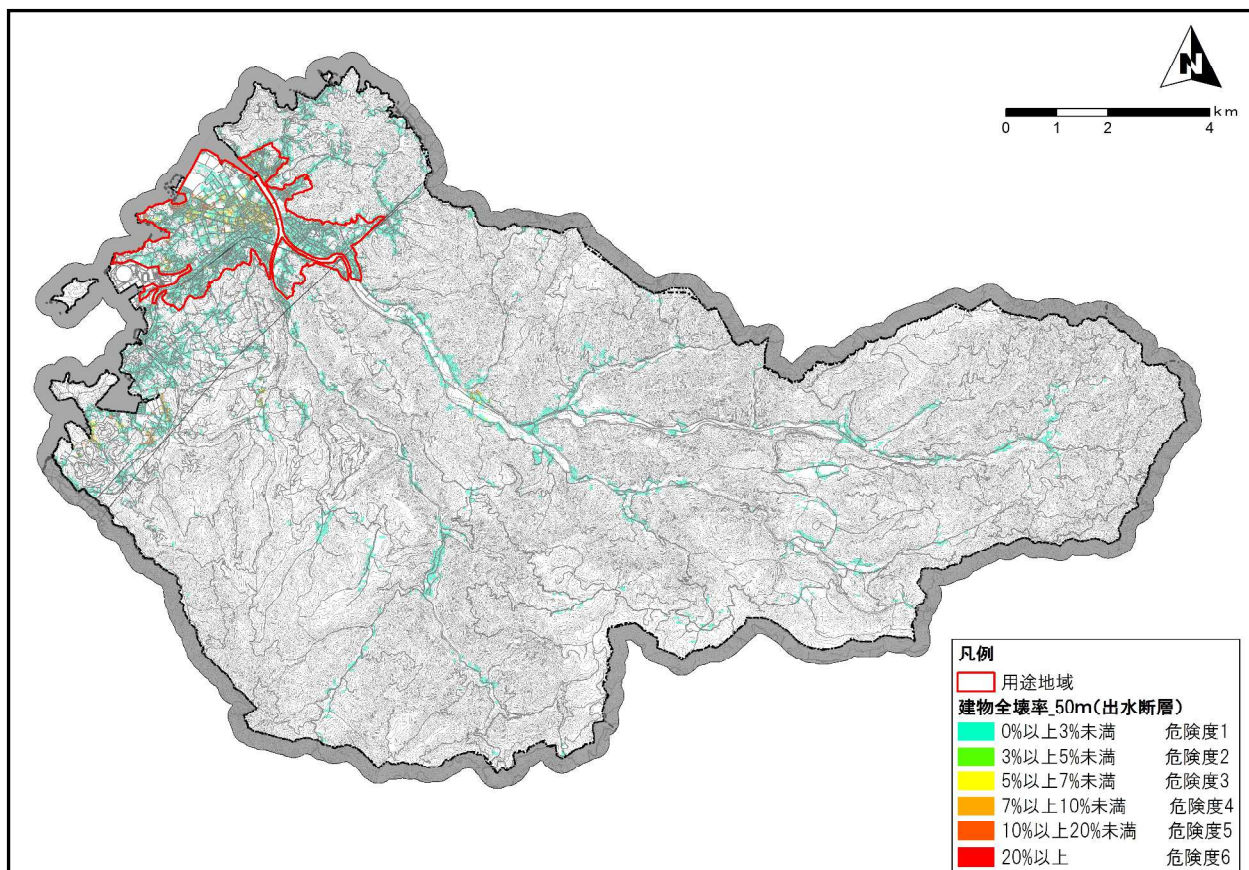 N
km
0 1 2 4
凡例
用途地域
建物全壊率_50m(出水断層)
0%以上3%未満 危険度1
3%以上5%未満 危険度2
5%以上7%未満 危険度3
7%以上10%未満 危険度4
10%以上20%未満 危険度5
20%以上 危険度6